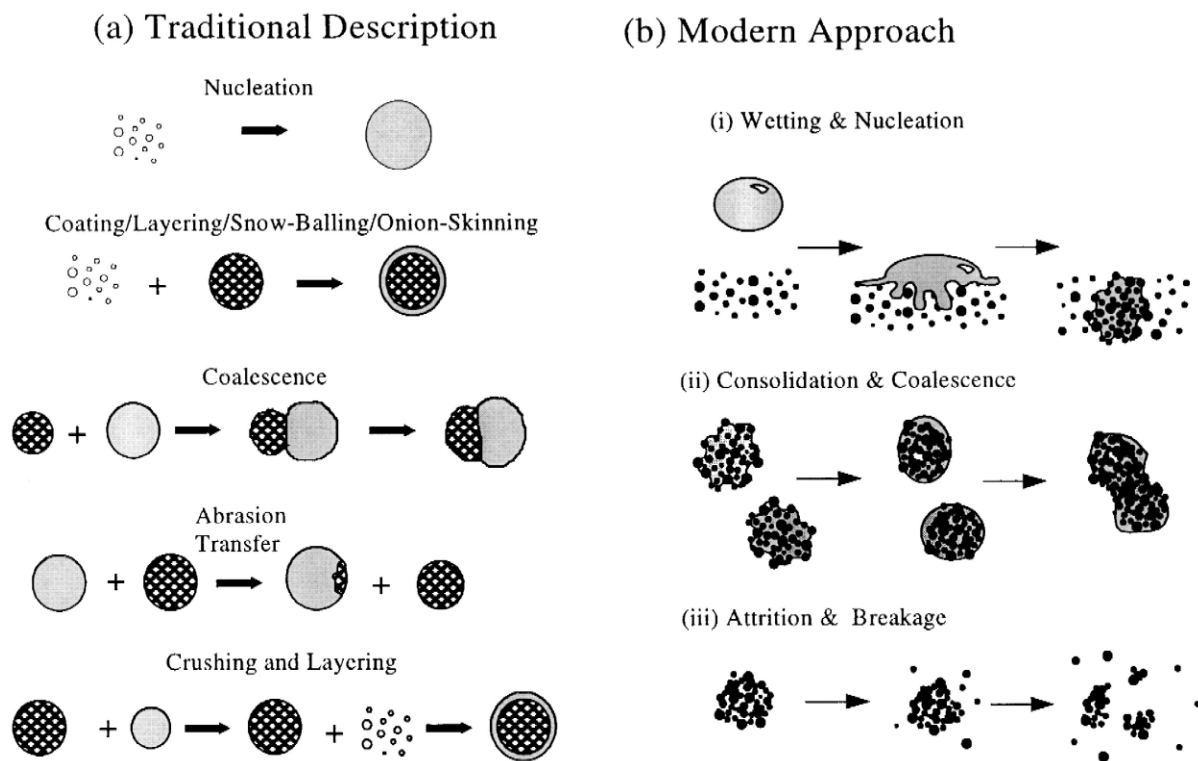 (a) Traditional Description
Nucleation
Coating/Layering/Snow-Balling/Onion-Skinning
+
Coalescence
+
Abrasion
Transfer
+ +
Crushing and Layering
+ +
(b) Modern Approach
(i) Wetting & Nucleation
(ii) Consolidation & Coalescence
(iii) Attrition & Breakage